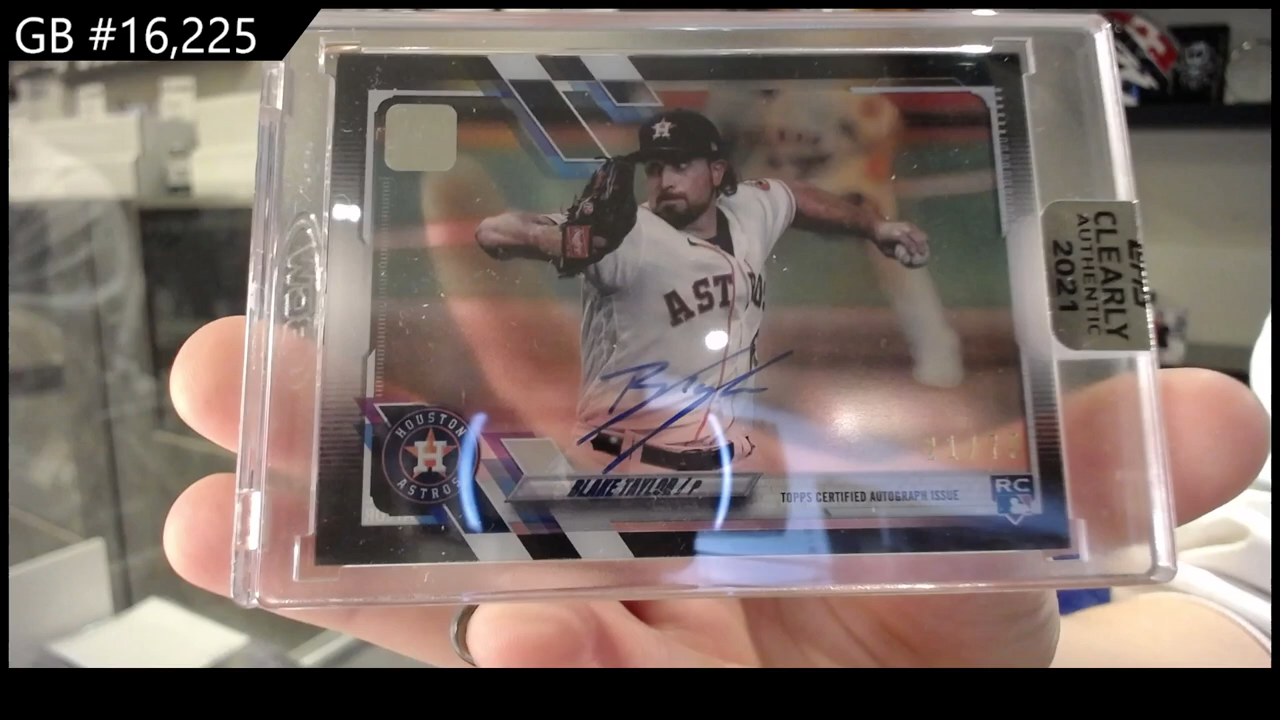 GB #16,225
H
ASTROS
HOUSTON
H
ASTROS
BLAKE TAYLOR / P
TOPPS CERTIFIED AUTOGRAPH ISSUE
RC
CLEARLY
AUTHENTIC
2021